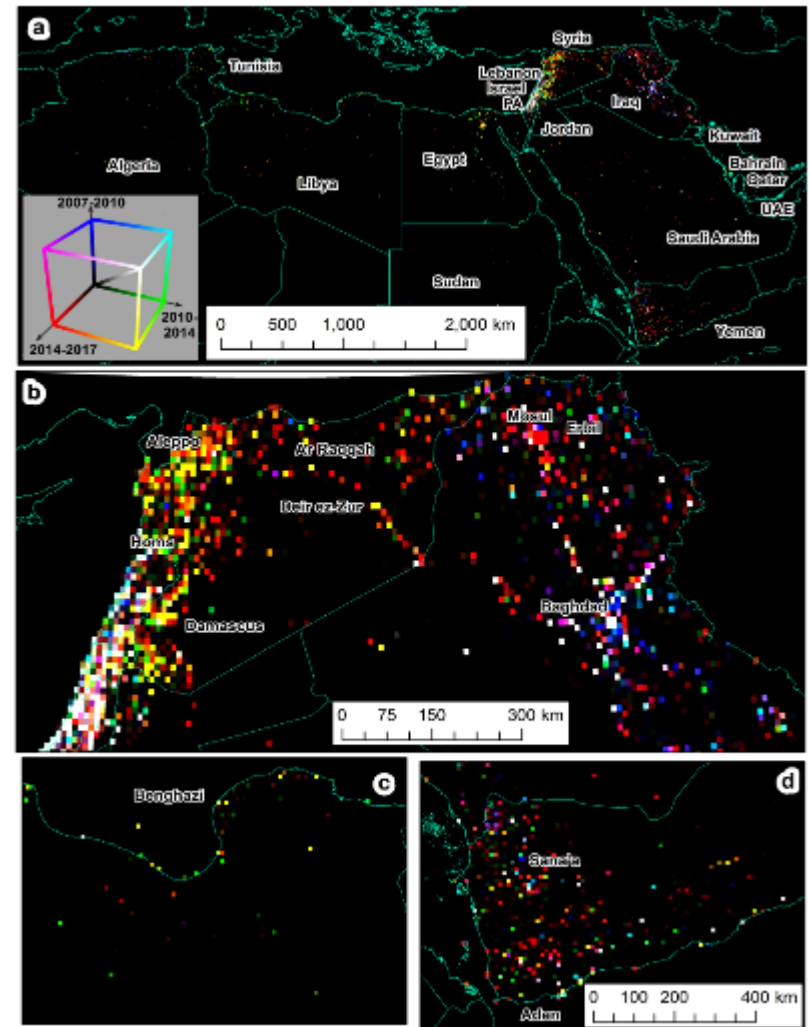 a
Syria
Tunisia
Lebanon
Israel
PA
Iraq
Jordan
Kuwait
Algeria
Libya
Egypt
Bahrain
Qatar
2007-2010
UAE
Saudi Arabia
Sudan
2010-
2014
2014-2017
0 500 1,000 2,000 km
Yemen
b
Mosul
Aleppo
Erbil
Ar Raqqah
Deir ez-Zur
Homs
Baghdad
Damascus
0 75 150 300 km
c
Benghazi
d
Sana'a
Adan
0 100 200 400 km